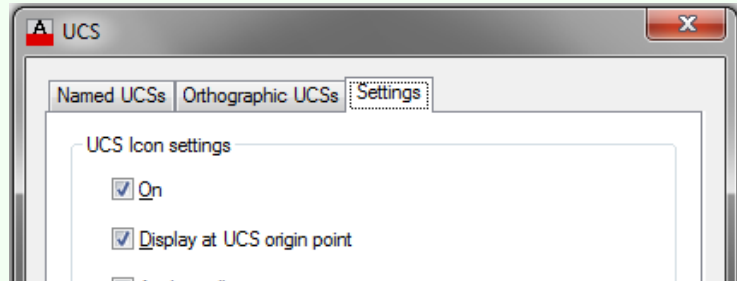 UCS
Named UCSs Orthographic UCSs Settings
UCS Icon settings
On
Display at UCS origin point